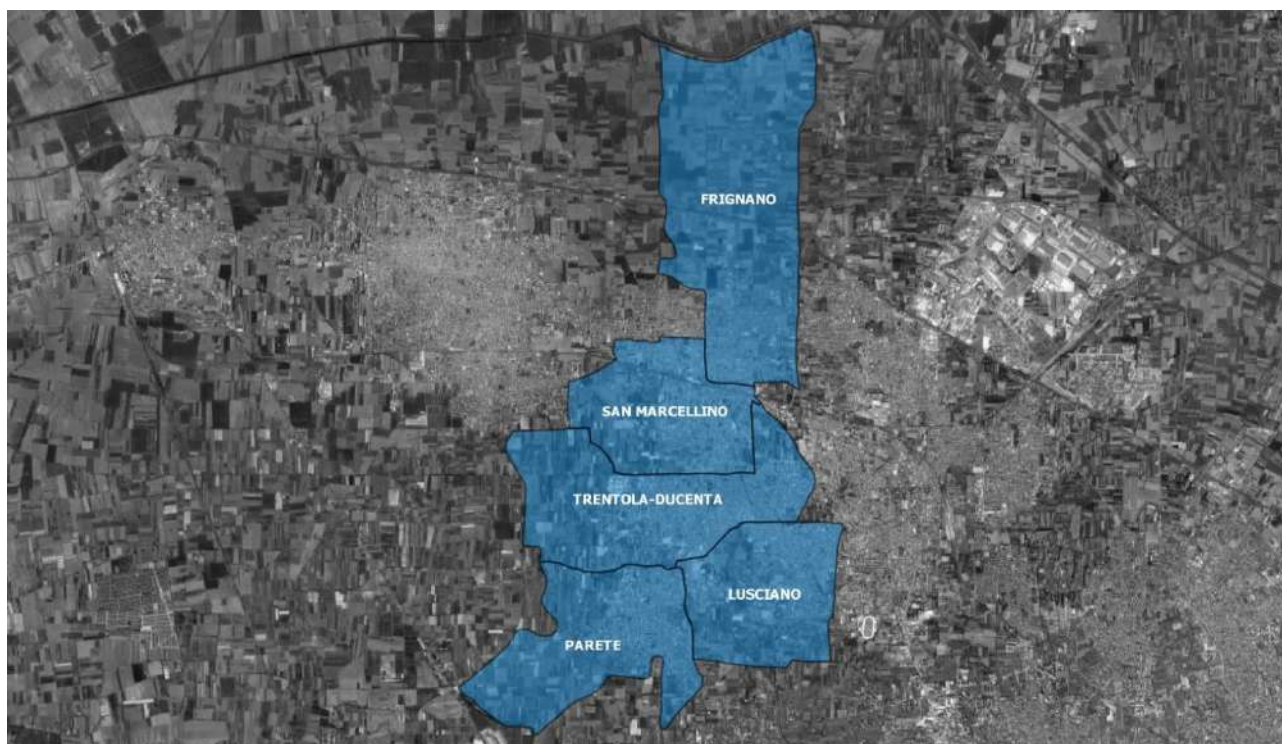 FRIGNANO
SAN MARCELLINO
TRENTOLA-DUCENTA
LUSCIANO
PARETE